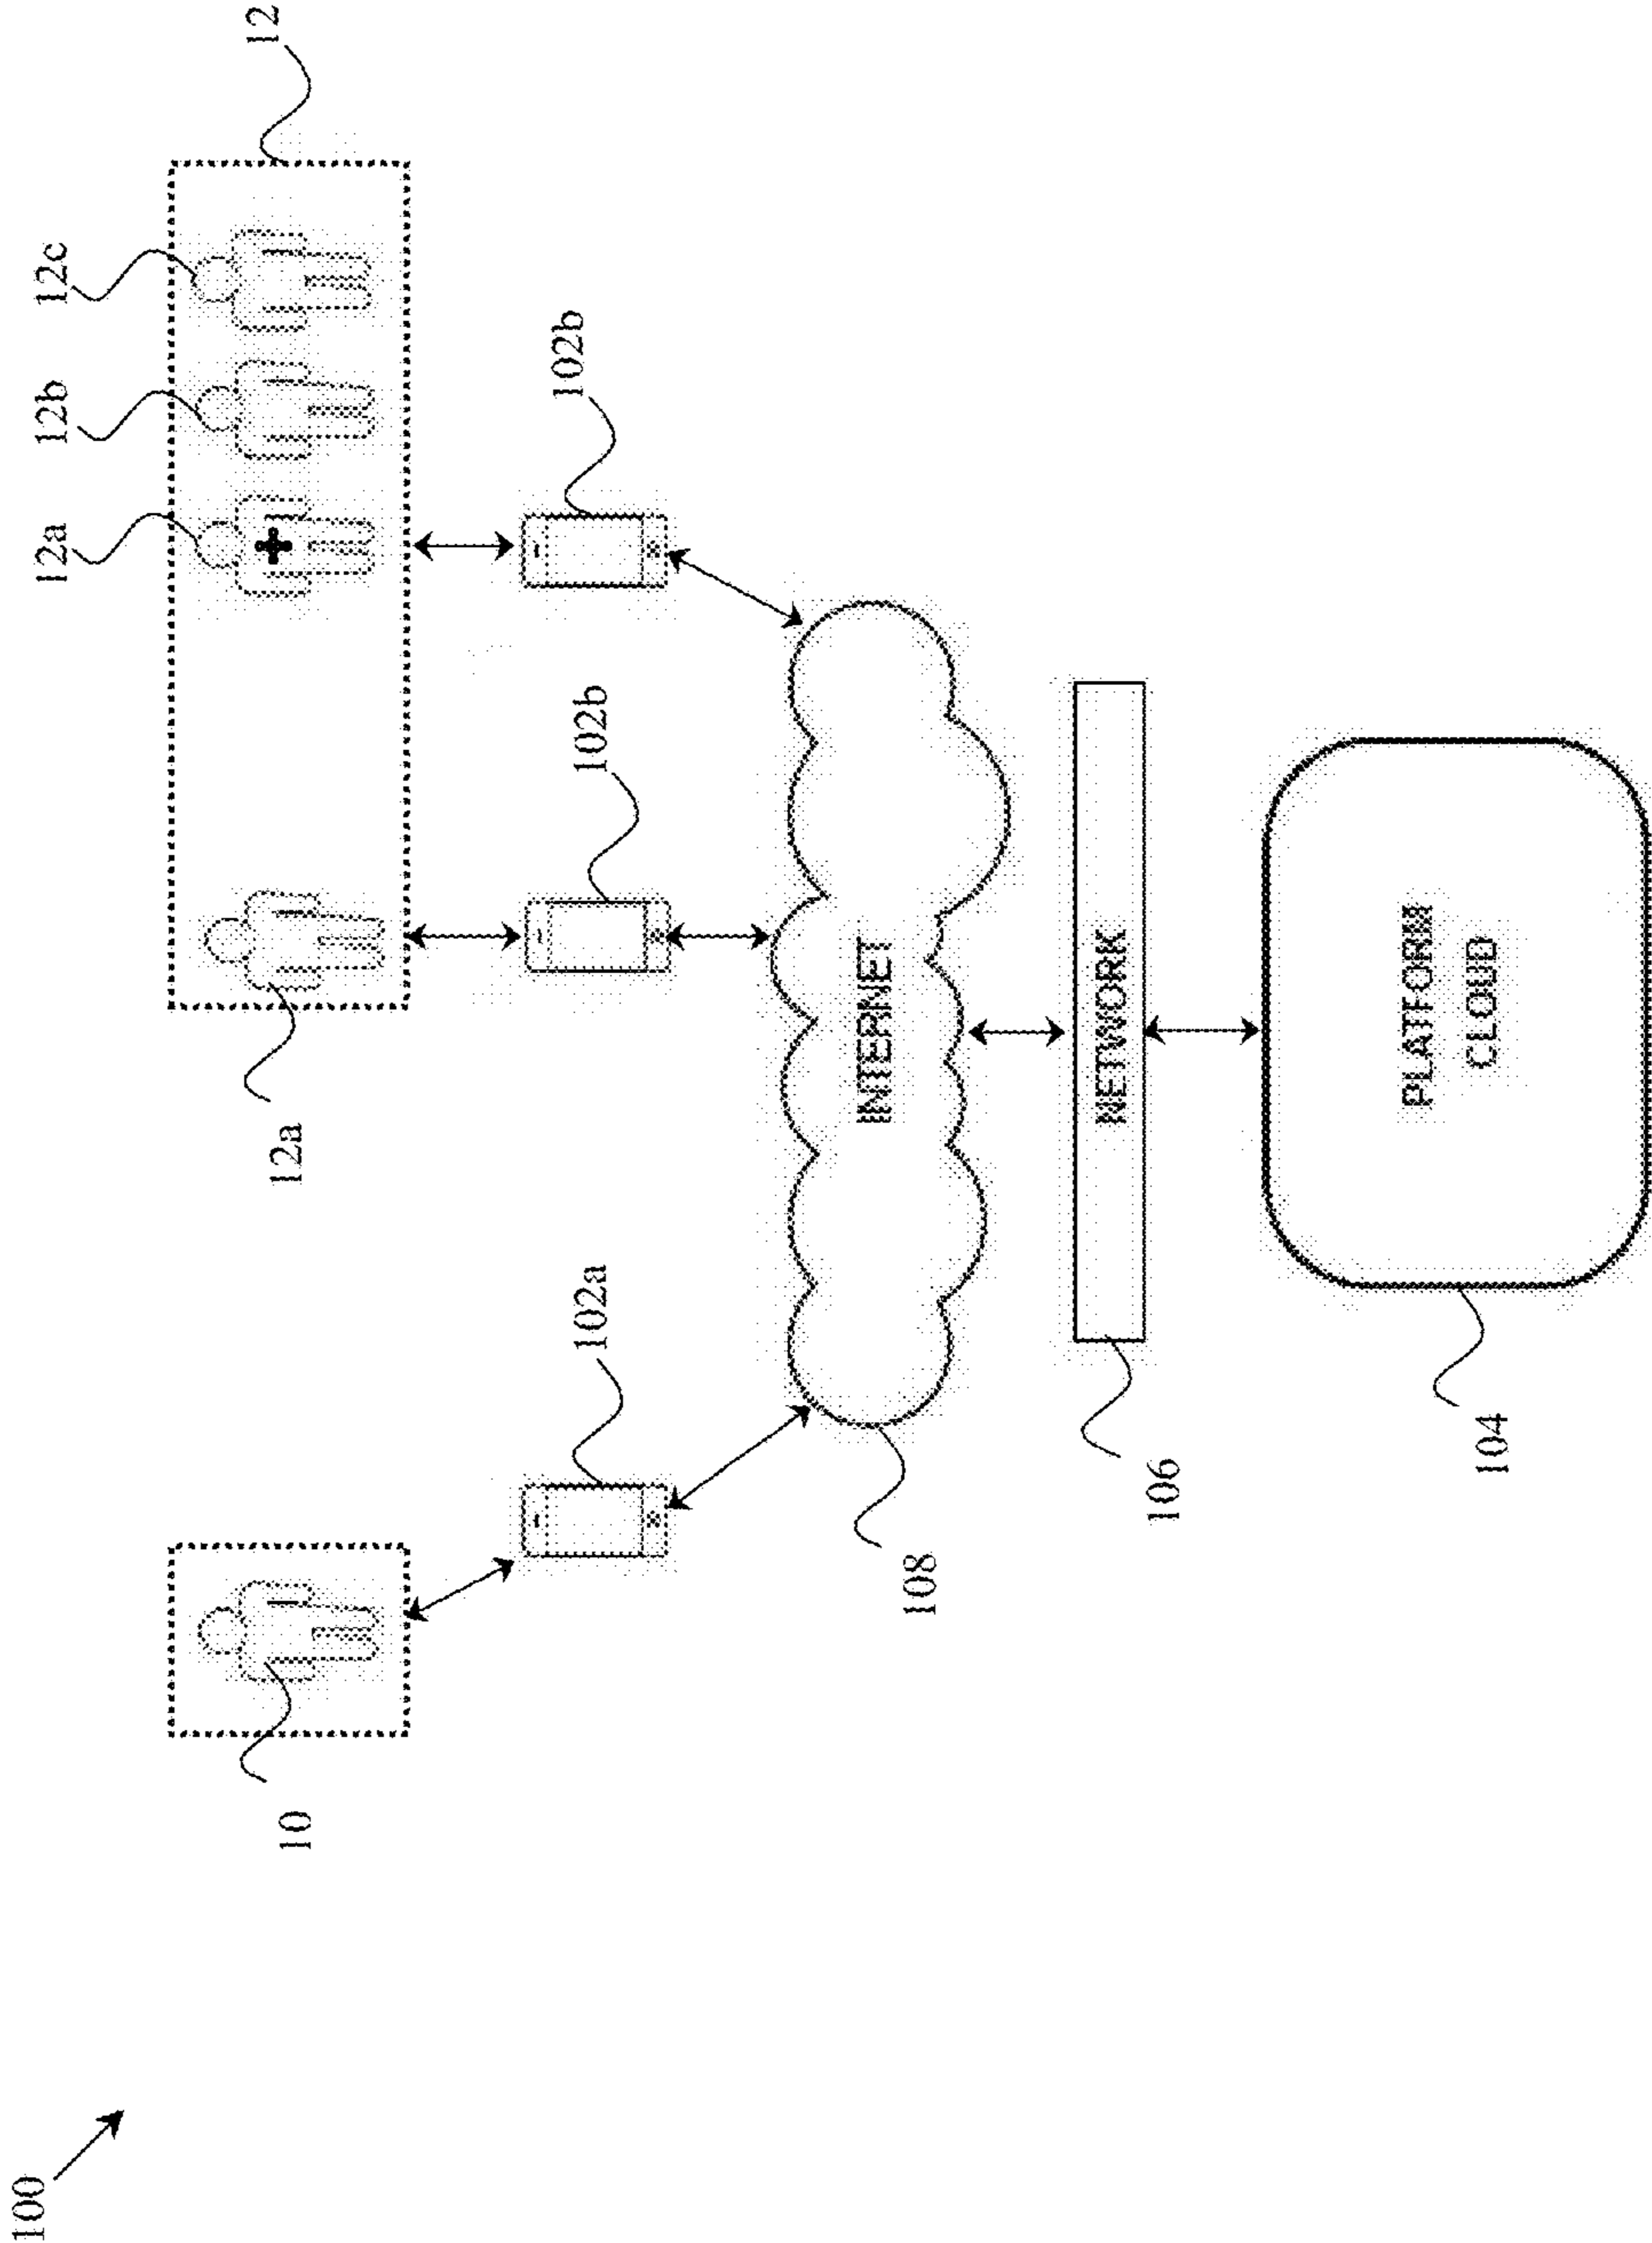 100
10
12a
12a
12b
12c
12
102a
102b
102b
108
INTERNET
106
NETWORK
104
PLATFORM
CLOUD